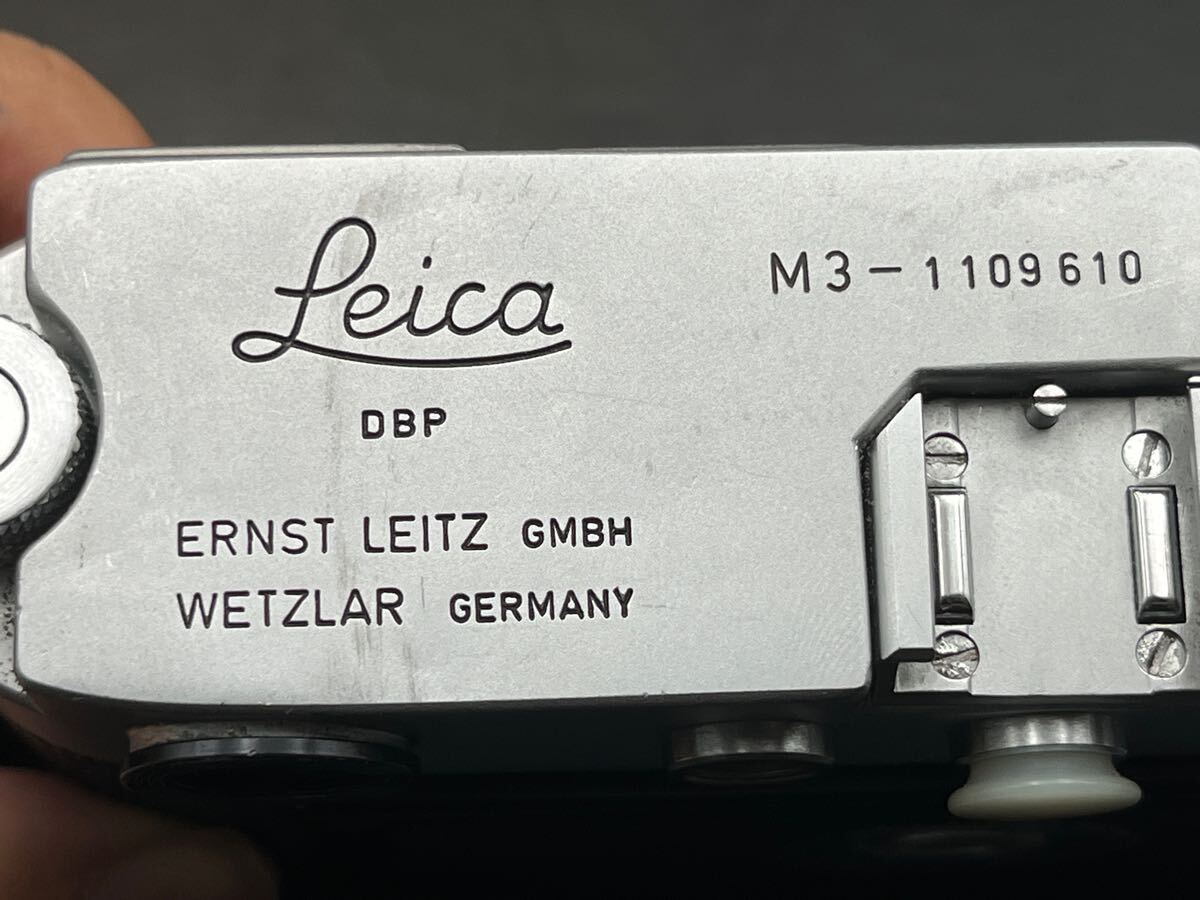 Leica
M3-1109610
DBP
ERNST LEITZ GMBH
WETZLAR GERMANY